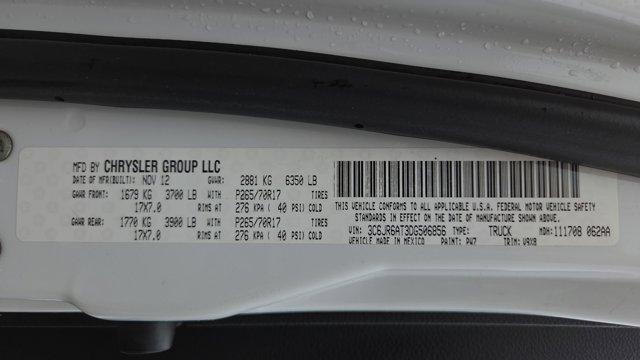 MFD BY CHRYSLER GROUP LLC
DATE OF MFR(BUILT): NOV 12 GVWR: 2881 KG 6350 LB
GAWR FRONT: 1679 KG 3700 LB WITH P265/70R17 TIRES
17X7.0 RIMS AT 276 KPA ( 40 PSI) COLD
GAWR REAR: 1770 KG 3900 LB WITH P265/70R17 TIRES
17X7.0 RIMS AT 276 KPA ( 40 PSI) COLD
THIS VEHICLE CONFORMS TO ALL APPLICABLE U.S.A. FEDERAL MOTOR VEHICLE SAFETY
STANDARDS IN EFFECT ON THE DATE OF MANUFACTURE SHOWN ABOVE.
VIN: 3C6JR6AT3DG506856 TYPE: TRUCK MDH: 111708 062AA
VEHICLE MADE IN MEXICO PAINT: PW7 TRIM: V9X8